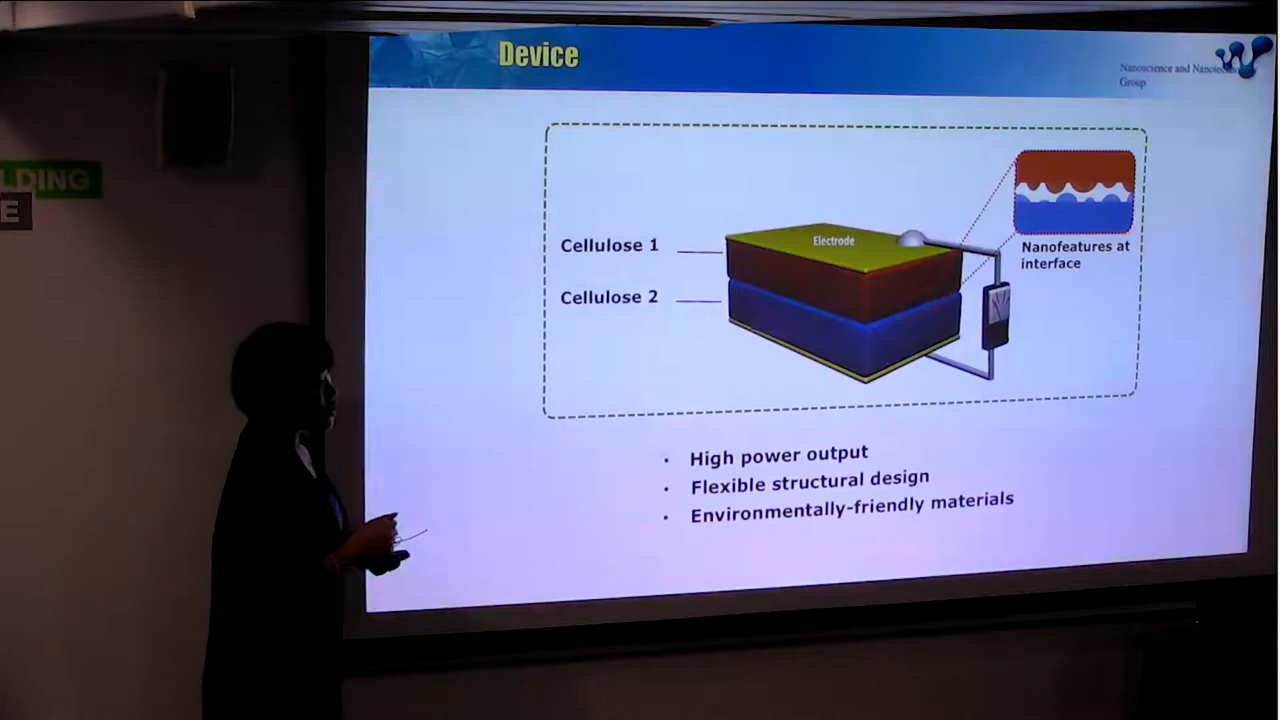 Device
Nanoscience and
Group
LDING
E
Cellulose 1
Cellulose 2
Electrode
Nanofeatures at
interface
• High power output
• Flexible structural design
• Environmentally-friendly materials